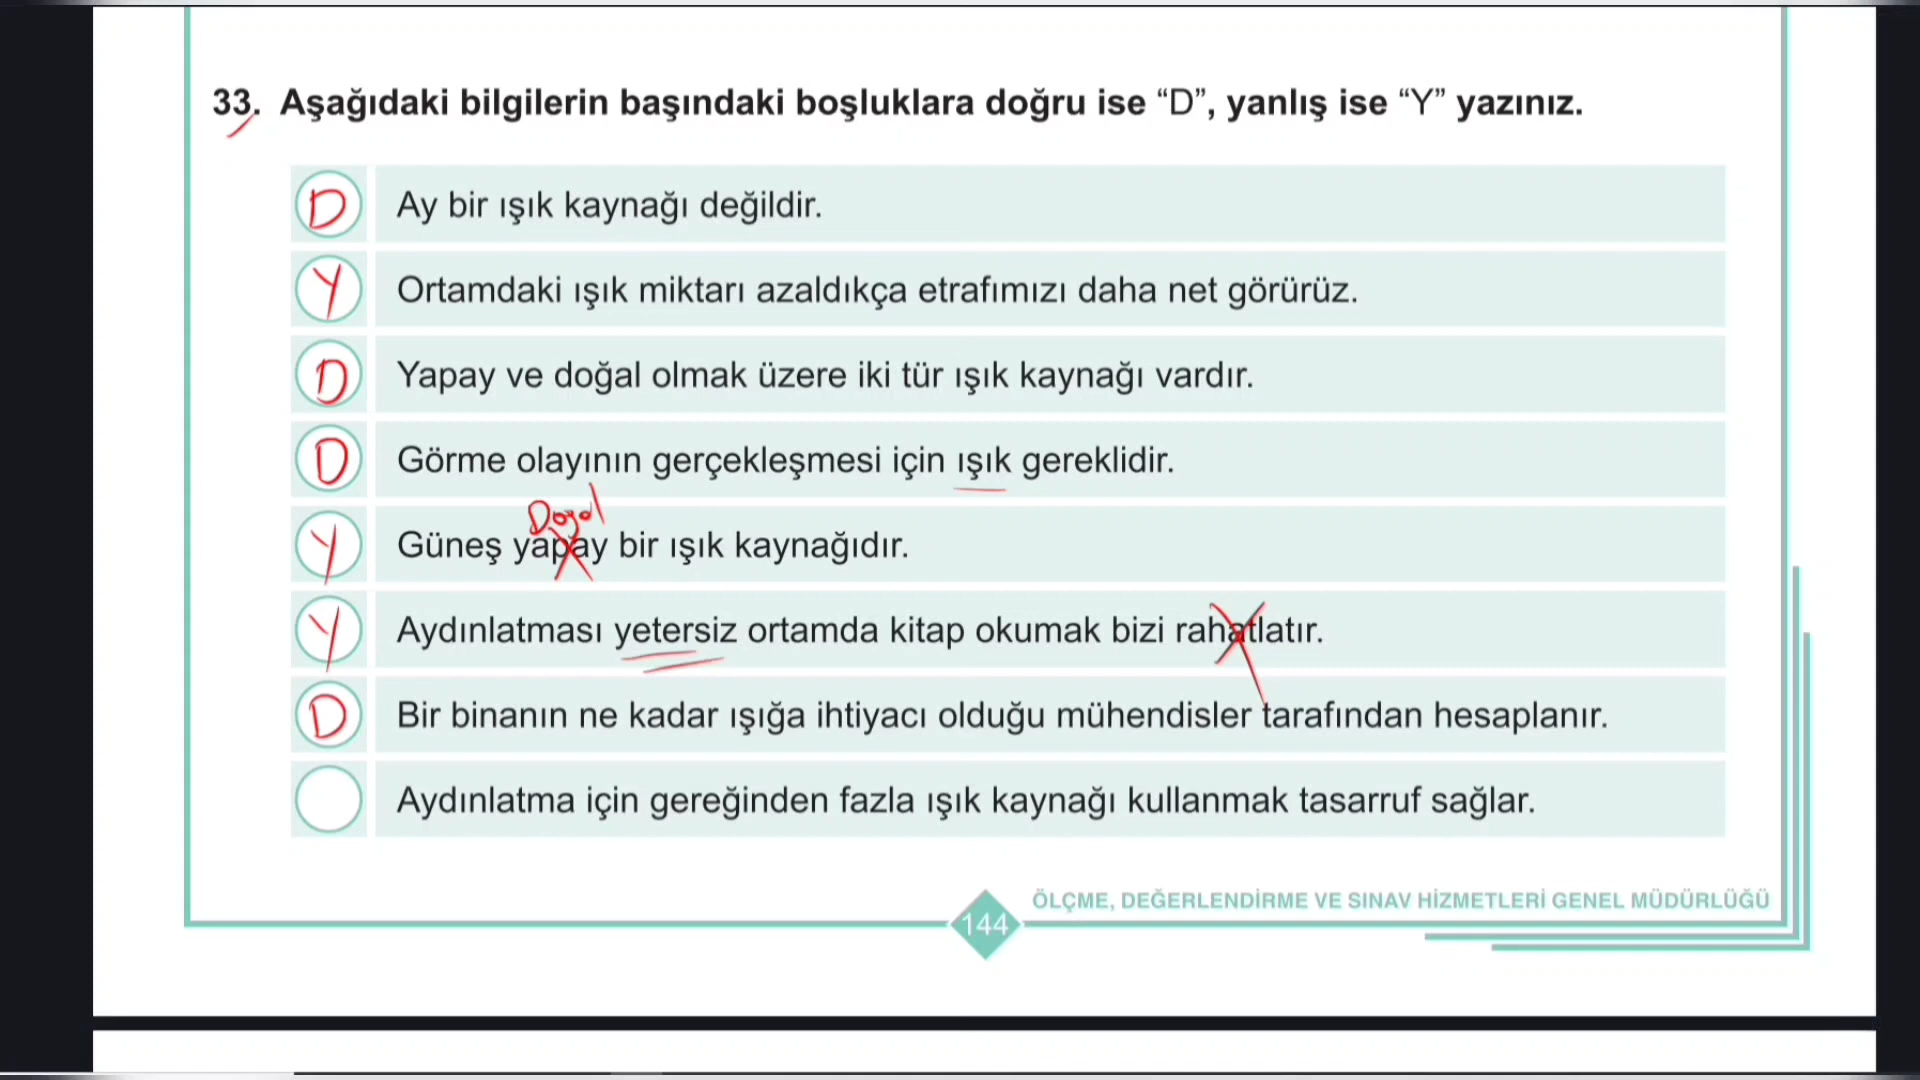 33. Aşağıdaki bilgilerin başındaki boşluklara doğru ise “D”, yanlış ise “Y” yazınız.
D Ay bir ışık kaynağı değildir.
Y Ortamdaki ışık miktarı azaldıkça etrafımızı daha net görürüz.
D Yapay ve doğal olmak üzere iki tür ışık kaynağı vardır.
D Görme olayının gerçekleşmesi için ışık gereklidir.
Dogal
Y Güneş yapay bir ışık kaynağıdır.
Y Aydınlatması yetersiz ortamda kitap okumak bizi rahatlatır.
D Bir binanın ne kadar ışığa ihtiyacı olduğu mühendisler tarafından hesaplanır.
Aydınlatma için gereğinden fazla ışık kaynağı kullanmak tasarruf sağlar.
ÖLÇME, DEĞERLENDİRME VE SINAV HİZMETLERİ GENEL MÜDÜRLÜĞÜ
144